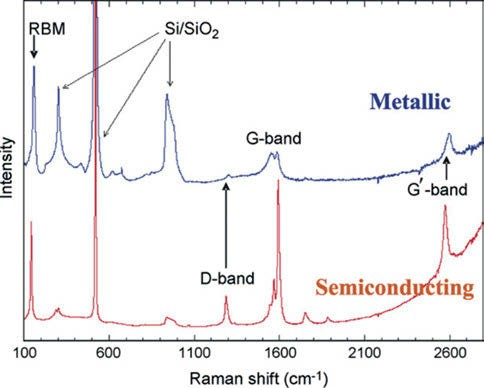 RBM
Si/SiO₂
Metallic
G-band
G′-band
D-band
Semiconducting
Intensity
100 600 1100 1600 2100 2600
Raman shift (cm⁻¹)